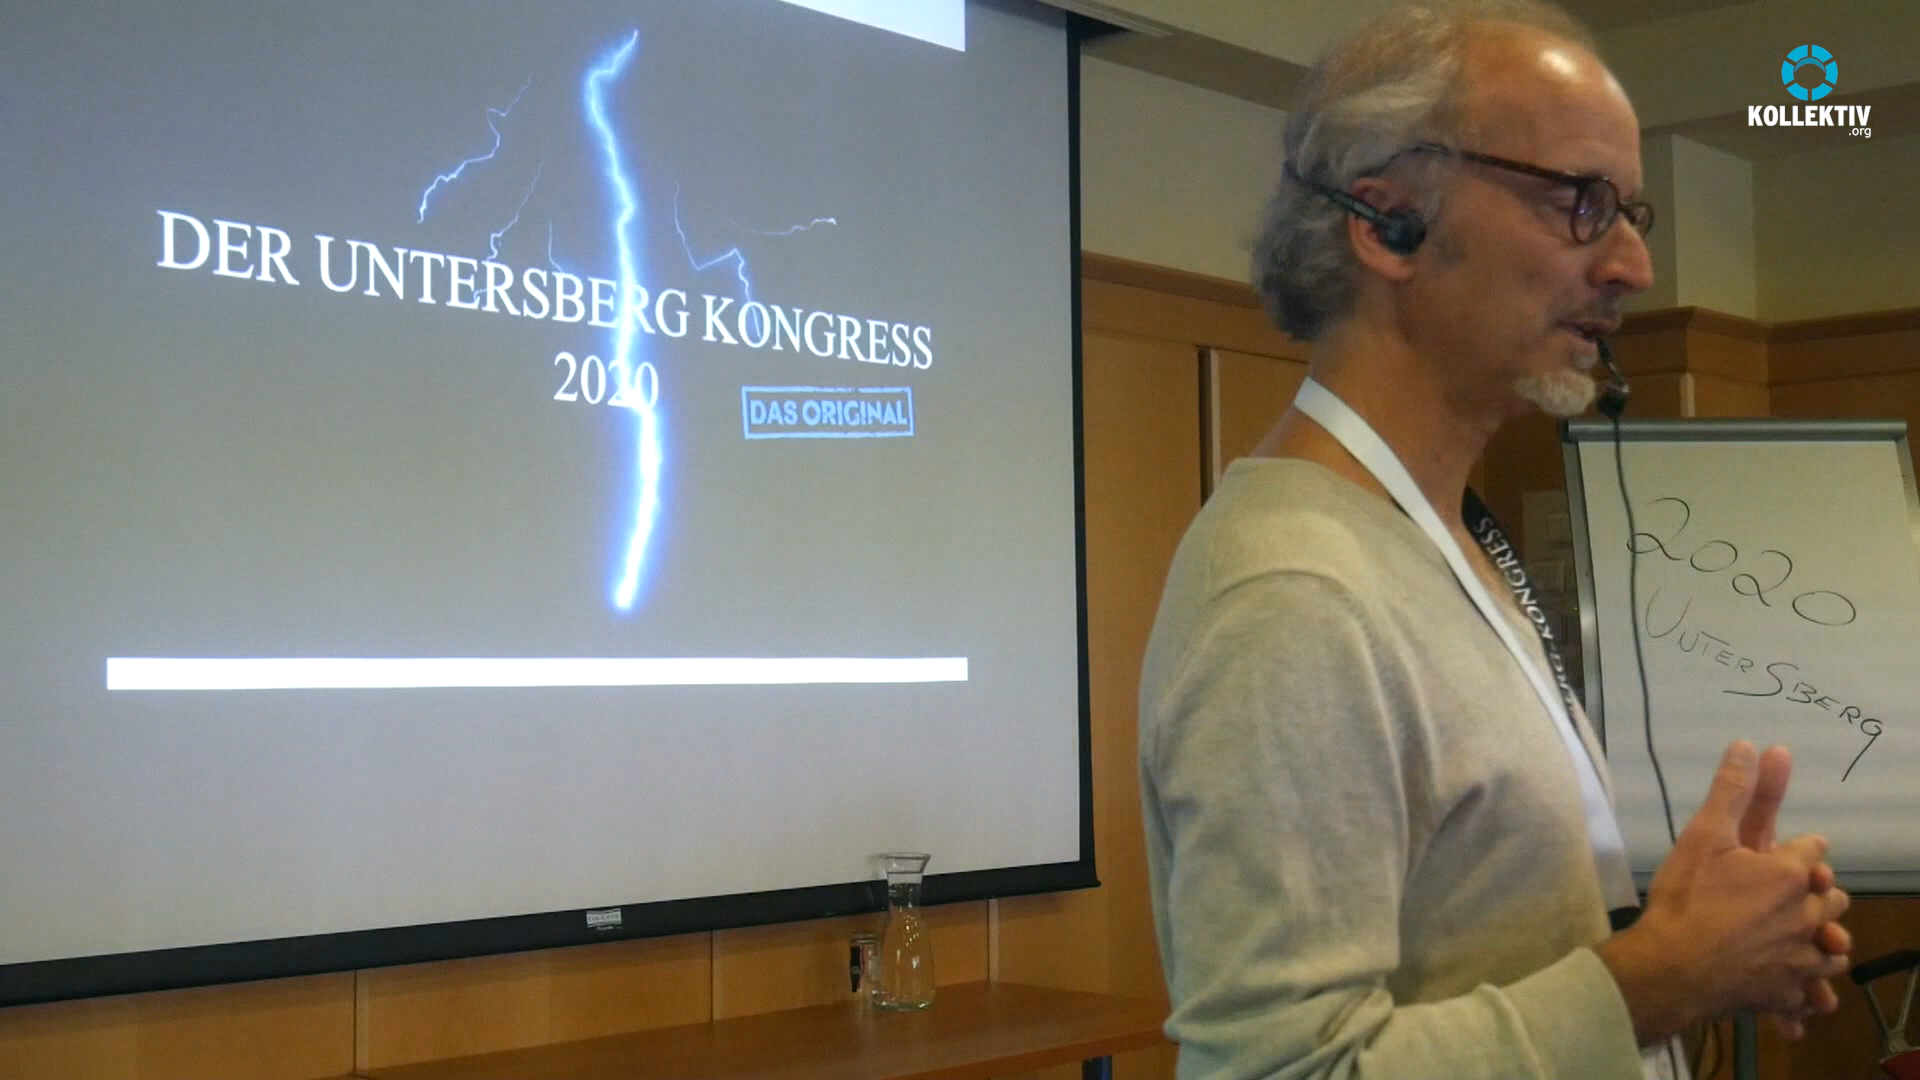 DER UNTERSBERG KONGRESS
2020
DAS ORIGINAL
KOLLEKTIV
.org
KONGRESS
2020
UNTERSBERG